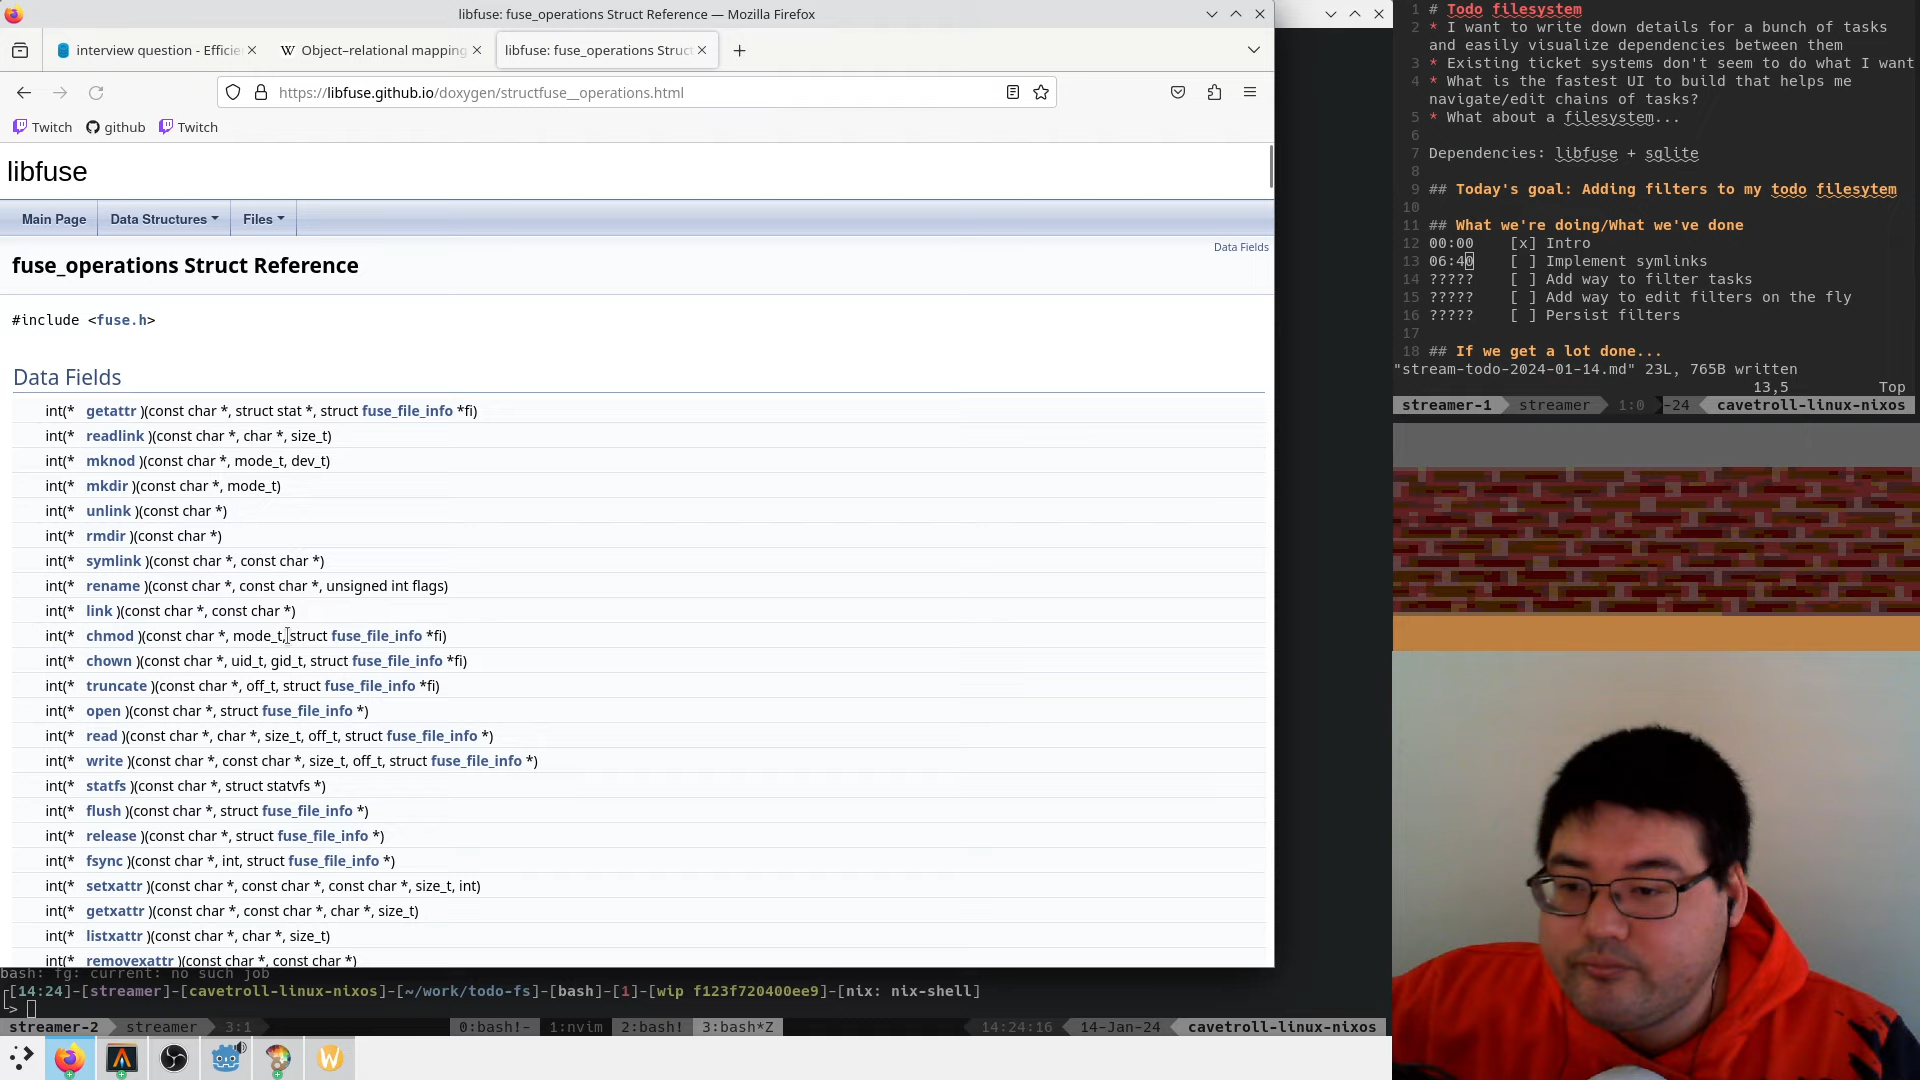 libfuse: fuse_operations Struct Reference — Mozilla Firefox
interview question - Efficie
Object–relational mapping
libfuse: fuse_operations Struct
https://libfuse.github.io/doxygen/structfuse__operations.html
Twitch
github
Twitch
libfuse
Main Page
Data Structures
Files
Data Fields
fuse_operations Struct Reference
#include <fuse.h>
Data Fields
int(* getattr )(const char *, struct stat *, struct fuse_file_info *fi)
int(* readlink )(const char *, char *, size_t)
int(* mknod )(const char *, mode_t, dev_t)
int(* mkdir )(const char *, mode_t)
int(* unlink )(const char *)
int(* rmdir )(const char *)
int(* symlink )(const char *, const char *)
int(* rename )(const char *, const char *, unsigned int flags)
int(* link )(const char *, const char *)
int(* chmod )(const char *, mode_t, struct fuse_file_info *fi)
int(* chown )(const char *, uid_t, gid_t, struct fuse_file_info *fi)
int(* truncate )(const char *, off_t, struct fuse_file_info *fi)
int(* open )(const char *, struct fuse_file_info *)
int(* read )(const char *, char *, size_t, off_t, struct fuse_file_info *)
int(* write )(const char *, const char *, size_t, off_t, struct fuse_file_info *)
int(* statfs )(const char *, struct statvfs *)
int(* flush )(const char *, struct fuse_file_info *)
int(* release )(const char *, struct fuse_file_info *)
int(* fsync )(const char *, int, struct fuse_file_info *)
int(* setxattr )(const char *, const char *, const char *, size_t, int)
int(* getxattr )(const char *, const char *, char *, size_t)
int(* listxattr )(const char *, char *, size_t)
int(* removexattr )(const char *, const char *)
bash: fg: current: no such job
┌[14:24]-[streamer]-[cavetroll-linux-nixos]-[~/work/todo-fs]-[bash]-[1]-[wip f123f720400ee9]-[nix: nix-shell]
└>
streamer-2 streamer 3:1 0:bash!- 1:nvim 2:bash! 3:bash*Z 14:24:16 14-Jan-24 cavetroll-linux-nixos
1 # Todo filesystem
2 * I want to write down details for a bunch of tasks
and easily visualize dependencies between them
3 * Existing ticket systems don't seem to do what I want
4 * What is the fastest UI to build that helps me
navigate/edit chains of tasks?
5 * What about a filesystem...
6
7 Dependencies: libfuse + sqlite
8
9 ## Today's goal: Adding filters to my todo filesytem
10
11 ## What we're doing/What we've done
12 00:00 [x] Intro
13 06:40 [ ] Implement symlinks
14 ????? [ ] Add way to filter tasks
15 ????? [ ] Add way to edit filters on the fly
16 ????? [ ] Persist filters
17
18 ## If we get a lot done...
"stream-todo-2024-01-14.md" 23L, 765B written
13,5 Top
streamer-1 streamer 1:0 -24 cavetroll-linux-nixos